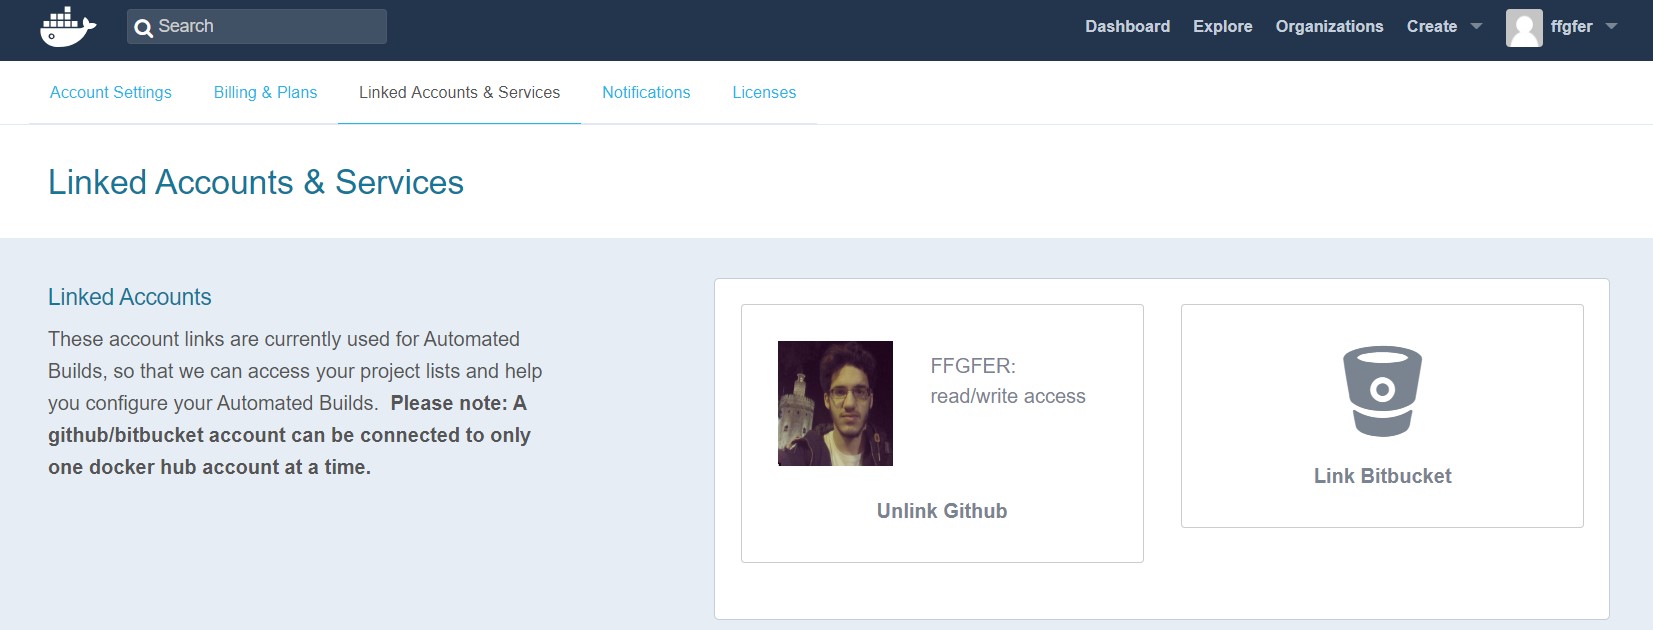 Search
Dashboard Explore Organizations Create ffgfer
Account Settings Billing & Plans Linked Accounts & Services Notifications Licenses
Linked Accounts & Services
Linked Accounts
These account links are currently used for Automated
Builds, so that we can access your project lists and help
you configure your Automated Builds. Please note: A
github/bitbucket account can be connected to only
one docker hub account at a time.
FFGFER:
read/write access
Unlink Github
Link Bitbucket